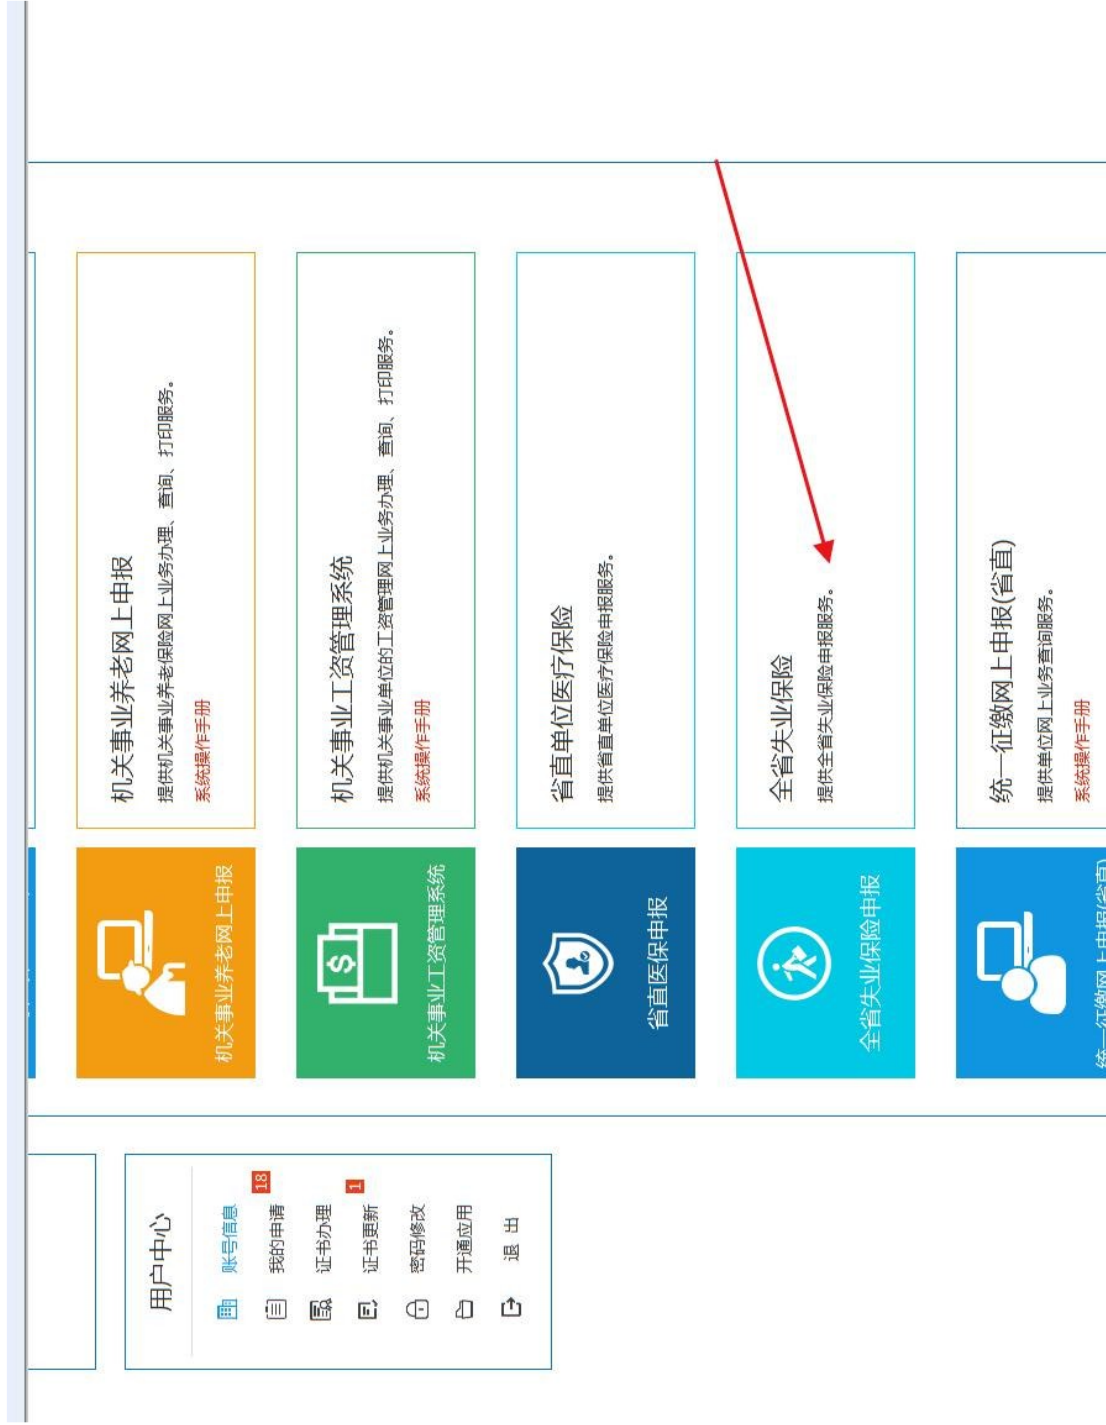 用户中心
账号信息
我的申请 18
证书办理
证书更新 1
密码修改
开通应用
退 出
机关事业养老网上申报
机关事业养老网上申报
提供机关事业养老保险网上业务办理、查询、打印服务。
系统操作手册
机关事业工资管理系统
机关事业工资管理系统
提供机关事业单位的工资管理网上业务办理、查询、打印服务。
系统操作手册
省直医保申报
省直单位医疗保险
提供省直单位医疗保险申报服务。
全省失业保险申报
全省失业保险
提供全省失业保险申报服务。
统一征缴网上申报(省直)
统一征缴网上申报(省直)
提供单位网上业务查询服务。
系统操作手册